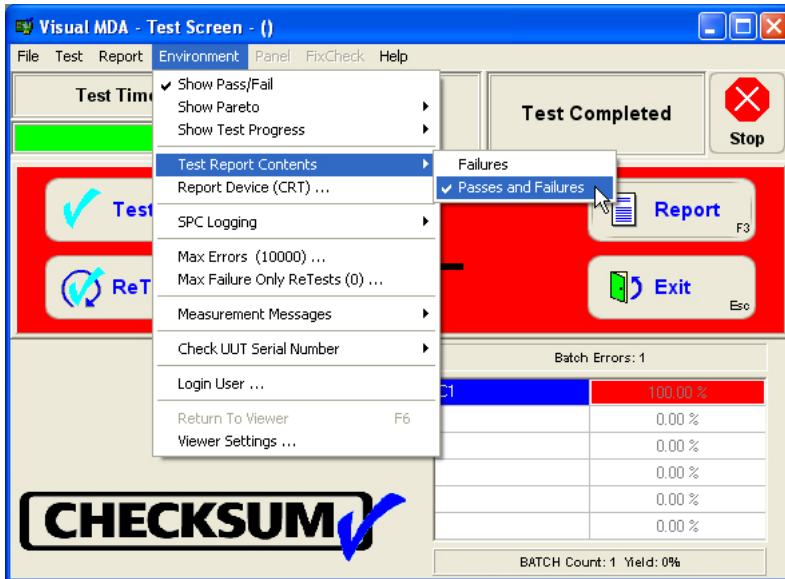 Visual MDA - Test Screen - ()
File Test Report Environment Panel FixCheck Help
Test Time
Test Completed
Stop
Show Pass/Fail
Show Pareto
Show Test Progress
Test Report Contents
Failures
Passes and Failures
Report Device (CRT) ...
SPC Logging
Max Errors (10000) ...
Max Failure Only ReTests (0) ...
Measurement Messages
Check UUT Serial Number
Login User ...
Return To Viewer F6
Viewer Settings ...
Test
ReT
Report
F3
Exit
Esc
Batch Errors: 1
C1 100.00 %
0.00 %
0.00 %
0.00 %
0.00 %
0.00 %
BATCH Count: 1 Yield: 0%
CHECKSUM